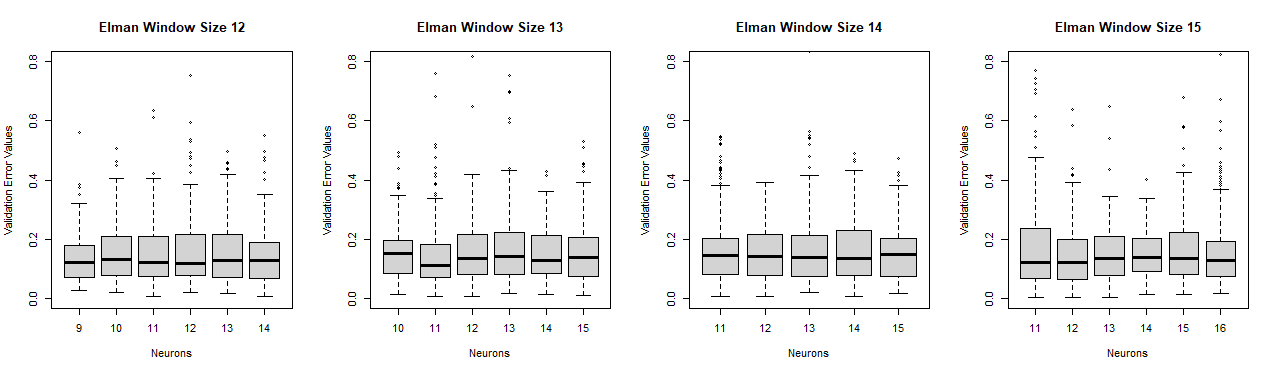 Elman Window Size 12
Validation Error Values
0.8
0.6
0.4
0.2
0.0
9 10 11 12 13 14
Neurons
Elman Window Size 13
Validation Error Values
0.8
0.6
0.4
0.2
0.0
10 11 12 13 14 15
Neurons
Elman Window Size 14
Validation Error Values
0.8
0.6
0.4
0.2
0.0
11 12 13 14 15
Neurons
Elman Window Size 15
Validation Error Values
0.8
0.6
0.4
0.2
0.0
11 12 13 14 15 16
Neurons